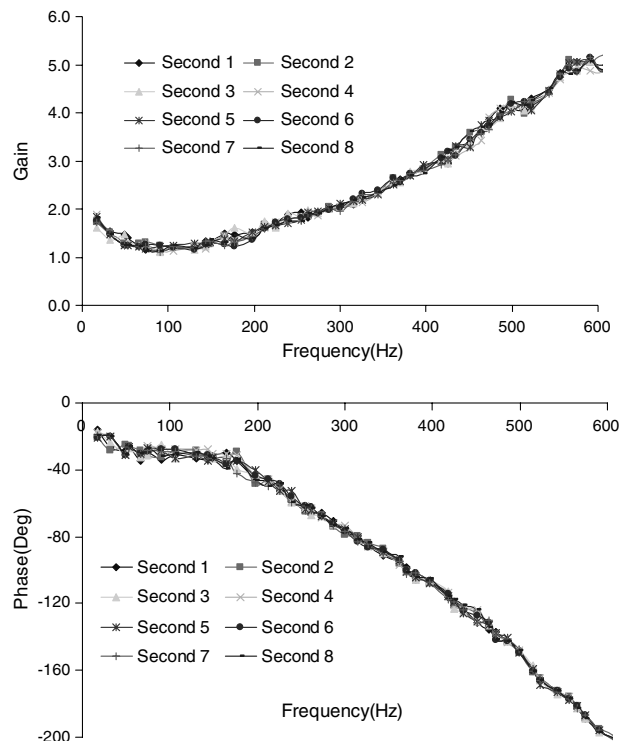 6.0
5.0
4.0
3.0
2.0
1.0
0.0
Gain
Second 1 Second 2
Second 3 Second 4
Second 5 Second 6
Second 7 Second 8
0 100 200 300 400 500 600
Frequency(Hz)
0 100 200 300 400 500 600
0
-40
-80
-120
-160
-200
Phase(Deg)
Second 1 Second 2
Second 3 Second 4
Second 5 Second 6
Second 7 Second 8
Frequency(Hz)